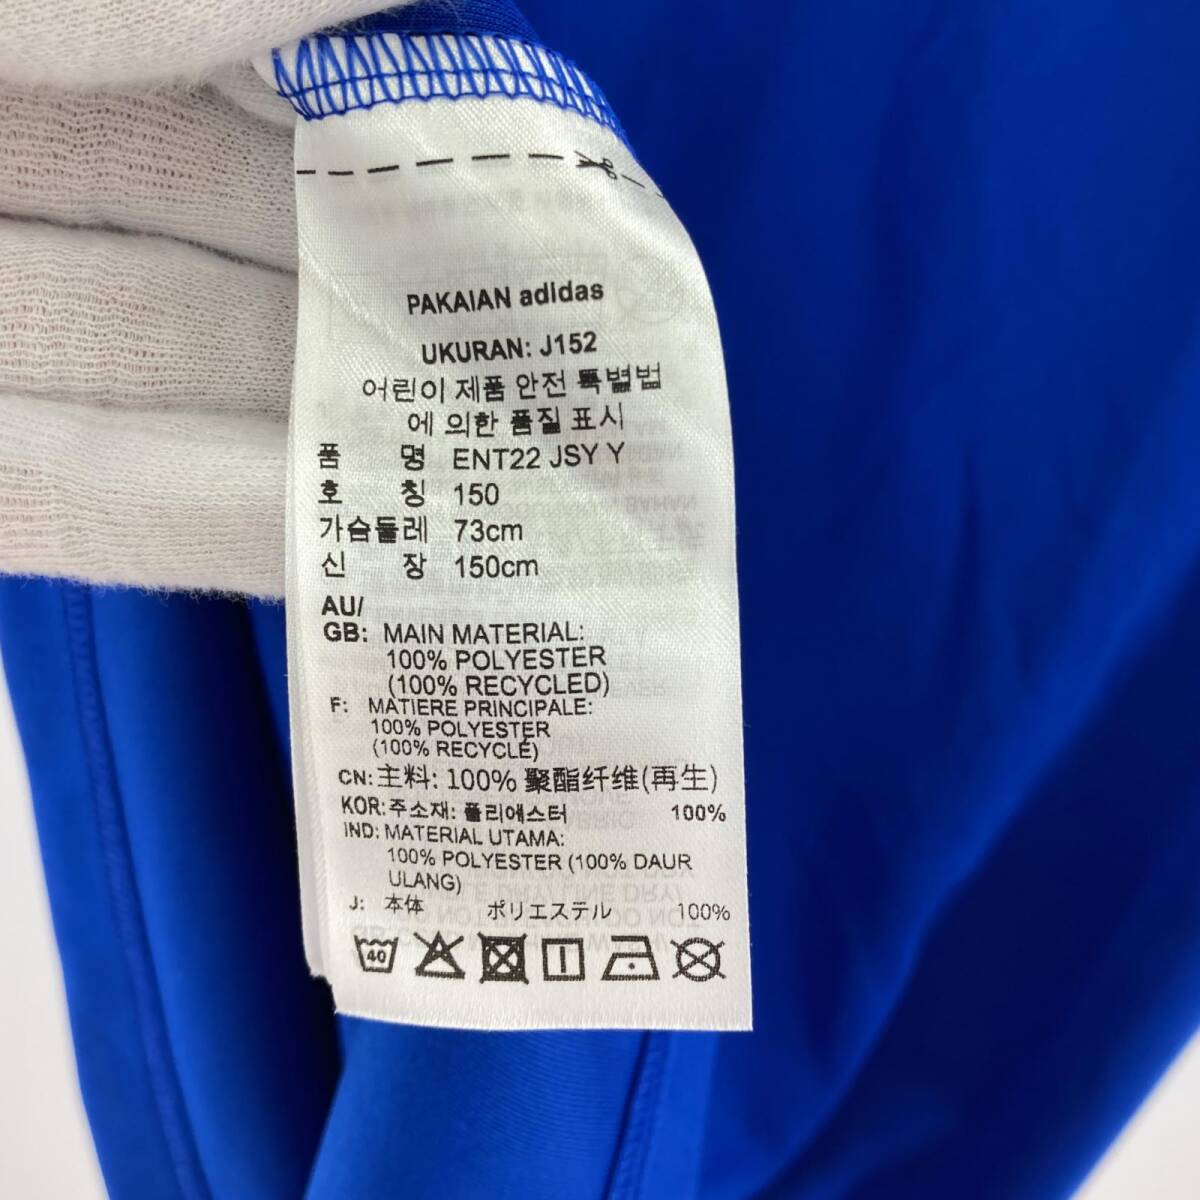 PAKAIAN adidas
UKURAN: J152
어린이 제품 안전 특별법
에 의한 품질 표시
품 명 ENT22 JSY Y
호 칭 150
가슴둘레 73cm
신 장 150cm
AU/
GB: MAIN MATERIAL:
100% POLYESTER
(100% RECYCLED)
F: MATIERE PRINCIPALE:
100% POLYESTER
(100% RECYCLÉ)
CN: 主料: 100% 聚酯纤维(再生)
KOR: 주소재: 폴리에스터 100%
IND: MATERIAL UTAMA:
100% POLYESTER (100% DAUR
ULANG)
J: 本体 ポリエステル 100%
40